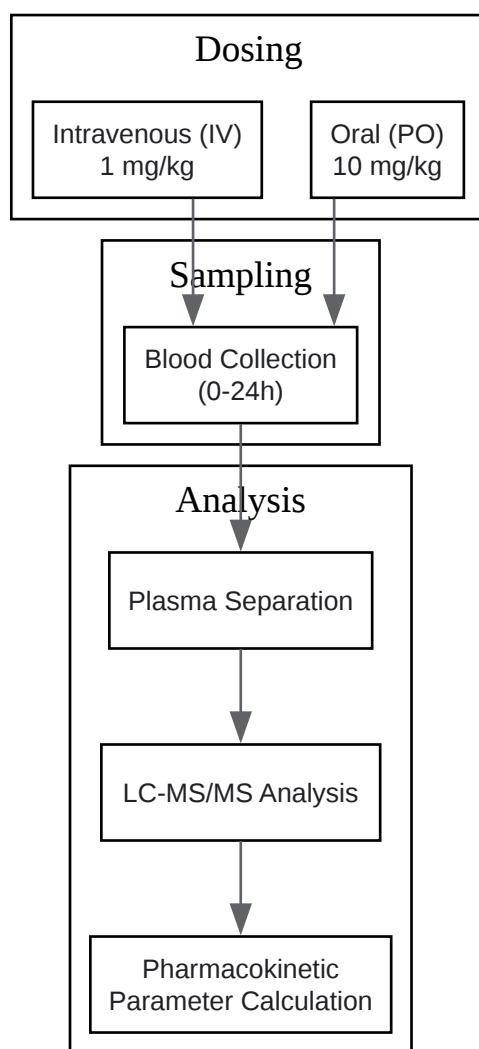 Dosing
Intravenous (IV)
1 mg/kg
Oral (PO)
10 mg/kg
Sampling
Blood Collection
(0-24h)
Analysis
Plasma Separation
LC-MS/MS Analysis
Pharmacokinetic
Parameter Calculation